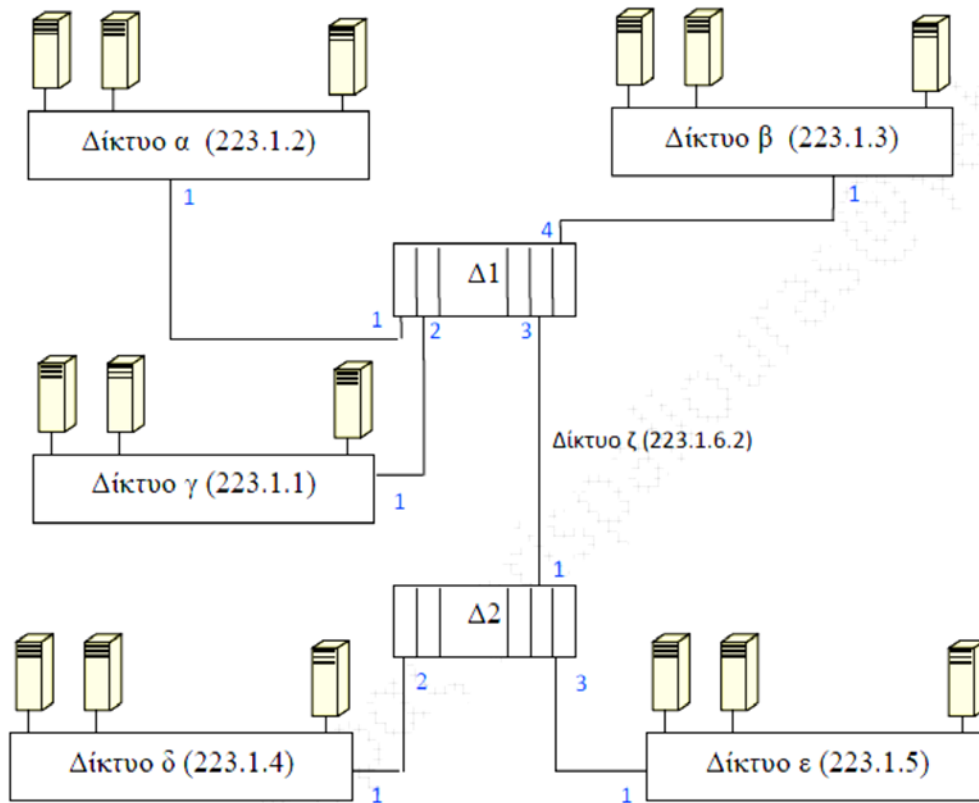 Δίκτυο α (223.1.2)
Δίκτυο β (223.1.3)
1
1
4
Δ1
1
2
3
Δίκτυο ζ (223.1.6.2)
Δίκτυο γ (223.1.1)
1
1
Δ2
2
3
Δίκτυο δ (223.1.4)
Δίκτυο ε (223.1.5)
1
1